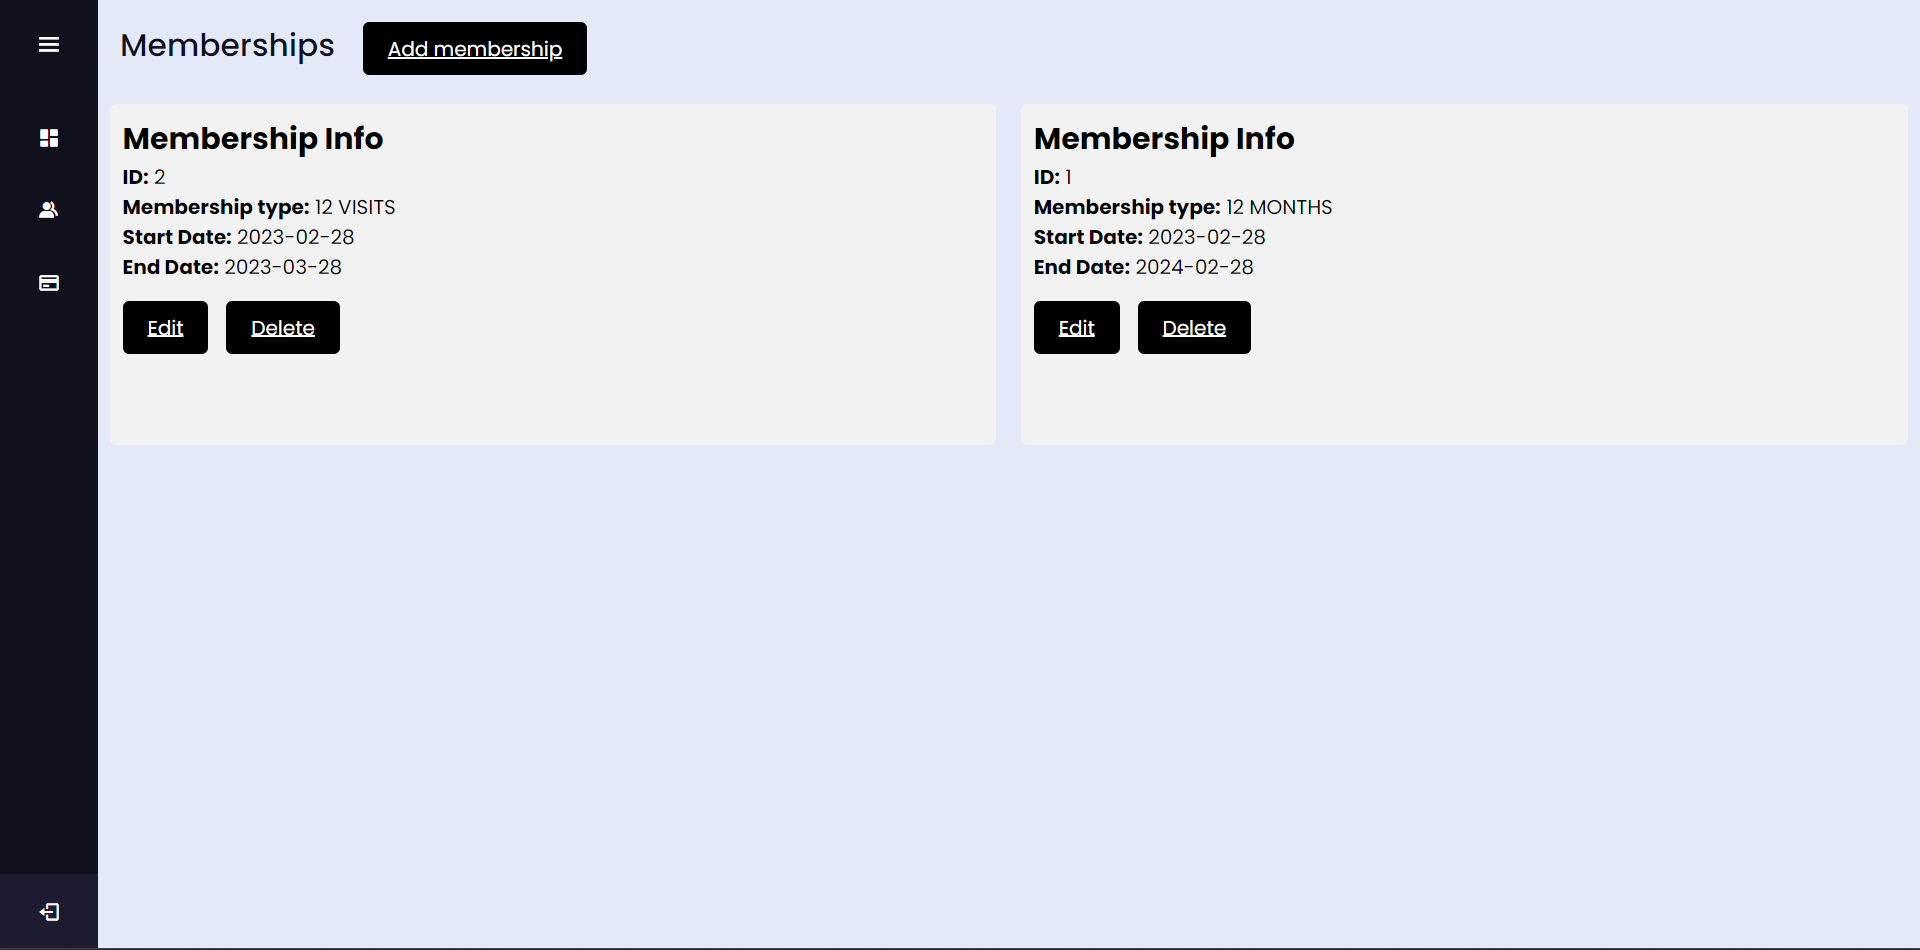 Memberships
Add membership
Membership Info
ID: 2
Membership type: 12 VISITS
Start Date: 2023-02-28
End Date: 2023-03-28
Edit
Delete
Membership Info
ID: 1
Membership type: 12 MONTHS
Start Date: 2023-02-28
End Date: 2024-02-28
Edit
Delete